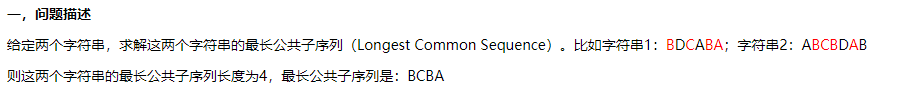 一，问题描述
给定两个字符串，求解这两个字符串的最长公共子序列（Longest Common Sequence）。比如字符串1：BDCABA；字符串2：ABCBDAB
则这两个字符串的最长公共子序列长度为4，最长公共子序列是：BCBA